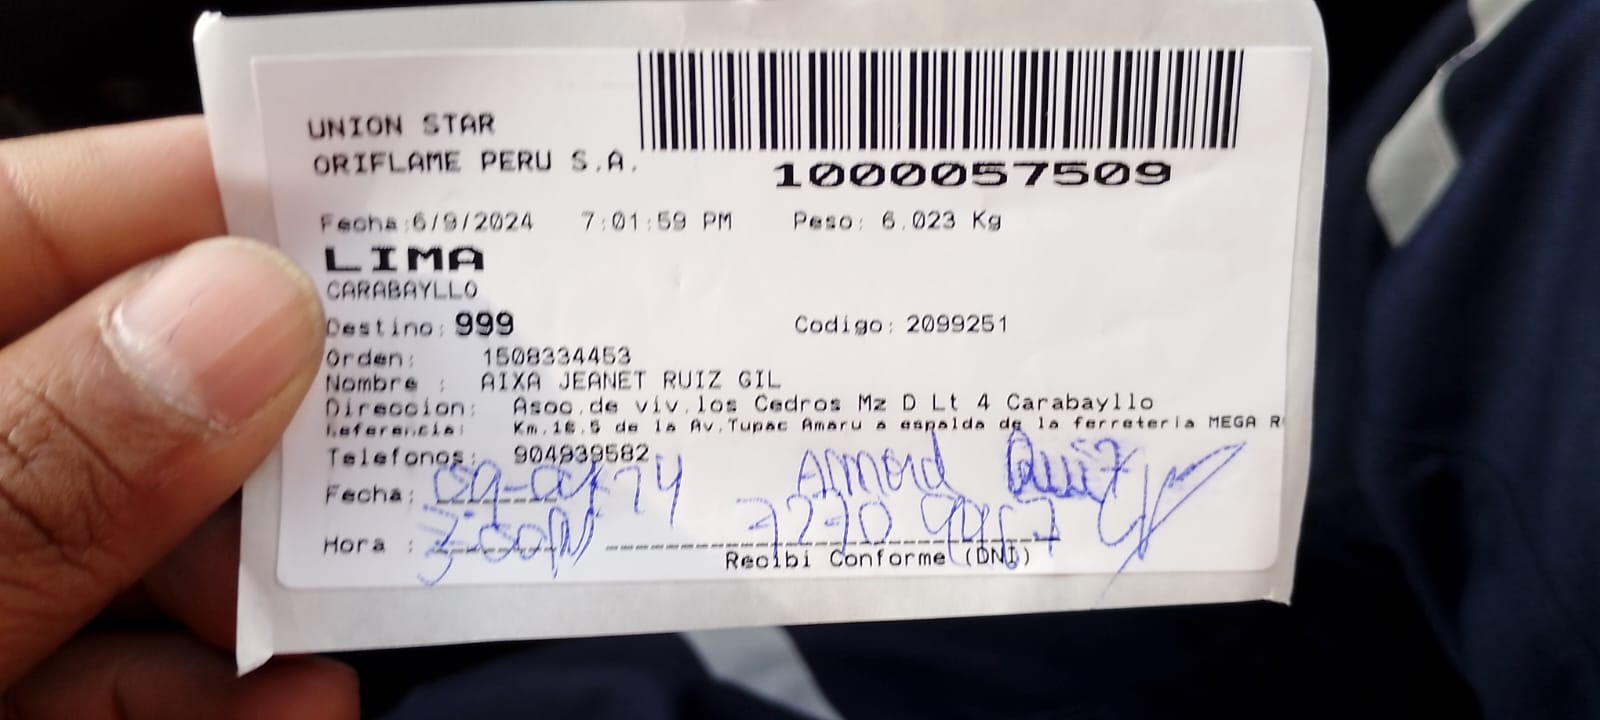 UNION STAR
ORIFLAME PERU S.A.
1000057509
Fecha:6/9/2024 7:01:59 PM Peso: 6.023 Kg
LIMA
CARABAYLLO
Destino: 999 Codigo: 2099251
Orden: 1508334453
Nombre : AIXA JEANET RUIZ GIL
Direccion: Asoc.de viv.los Cedros Mz D Lt 4 Carabayllo
Referencia: Km.18.5 de la Av.Tupac Amaru a espalda de la ferreteria MEGA
Telefonos: 904939582
Fecha:
Hora :
Recibi Conforme (DNI)